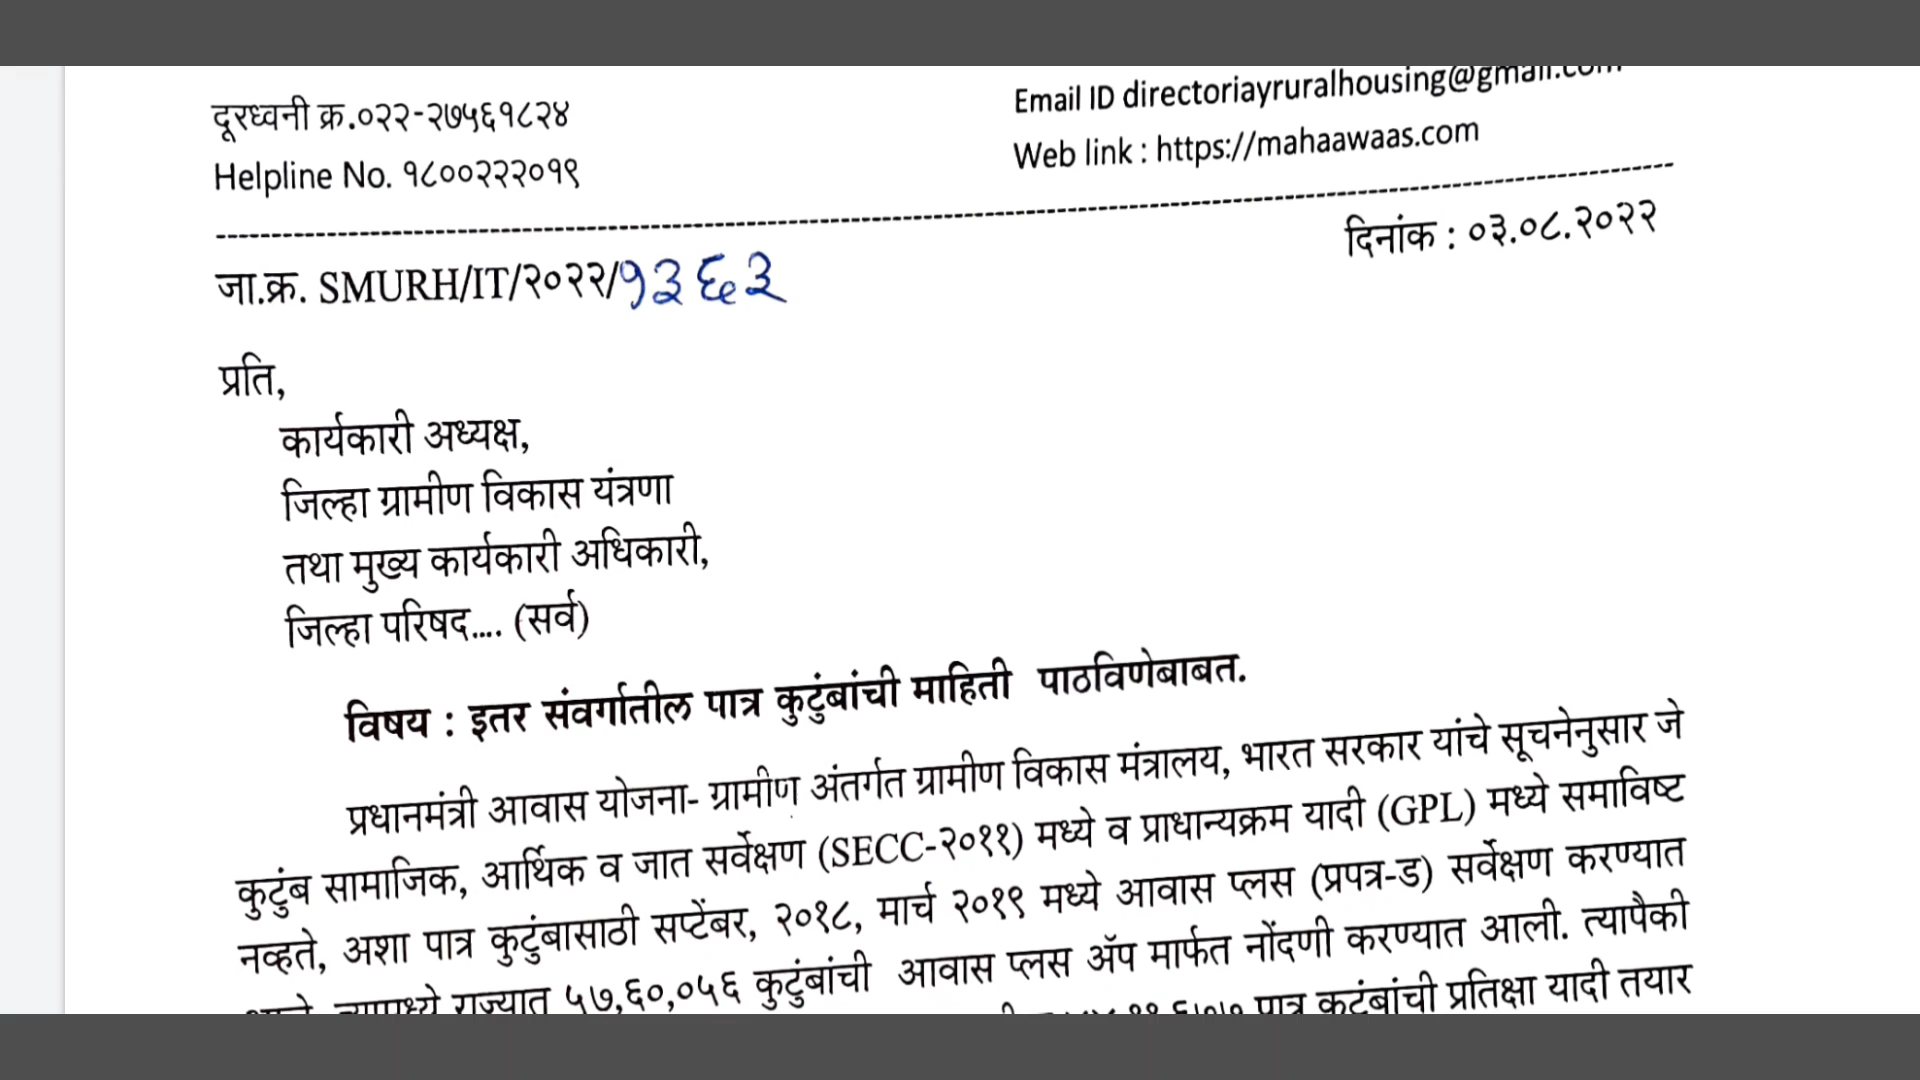 दूरध्वनी क्र.०२२-२७५६१८२४
Email ID directoriayruralhousing@gmail.com
Helpline No. १८००२२२०१९
Web link : https://mahaawaas.com
दिनांक : ०३.०८.२०२२
जा.क्र. SMURH/IT/२०२२/१३६३
प्रति,
कार्यकारी अध्यक्ष,
जिल्हा ग्रामीण विकास यंत्रणा
तथा मुख्य कार्यकारी अधिकारी,
जिल्हा परिषद.... (सर्व)
विषय : इतर संवर्गातील पात्र कुटुंबांची माहिती पाठविणेबाबत.
प्रधानमंत्री आवास योजना- ग्रामीण अंतर्गत ग्रामीण विकास मंत्रालय, भारत सरकार यांचे सूचनेनुसार जे
कुटुंब सामाजिक, आर्थिक व जात सर्वेक्षण (SECC-२०११) मध्ये व प्राधान्यक्रम यादी (GPL) मध्ये समाविष्ट
नव्हते, अशा पात्र कुटुंबासाठी सप्टेंबर, २०१८, मार्च २०१९ मध्ये आवास प्लस (प्रपत्र-ड) सर्वेक्षण करण्यात
राज्यात ५७,६०,०५६ कुटुंबांची आवास प्लस ॲप मार्फत नोंदणी करण्यात आली. त्यापैकी
पात्र कुटुंबांची प्रतिक्षा यादी तयार